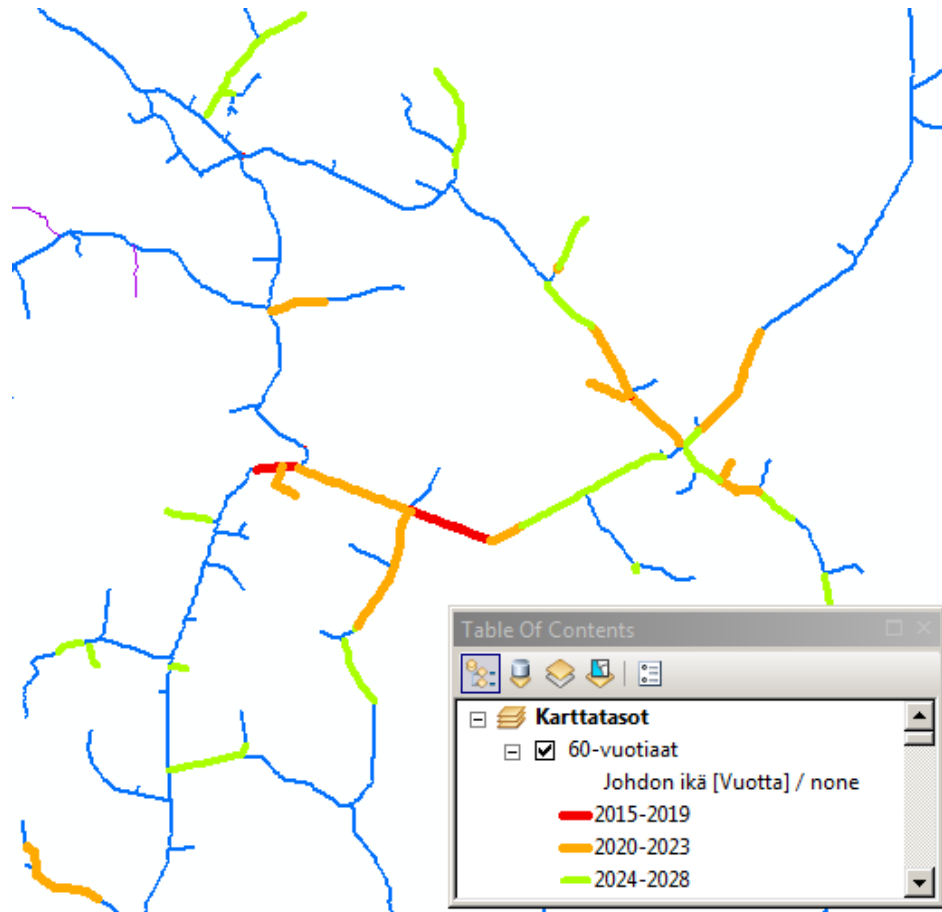 Table Of Contents
Karttatasot
60-vuotiaat
Johdon ikä [Vuotta] / none
2015-2019
2020-2023
2024-2028